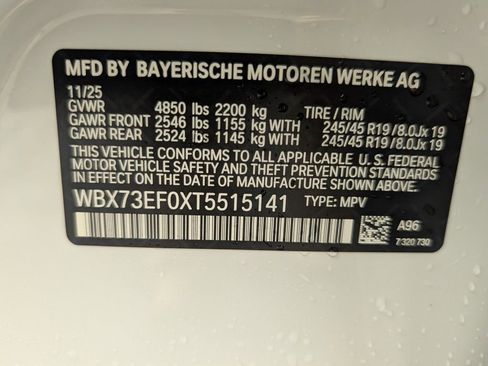 MFD BY BAYERISCHE MOTOREN WERKE AG
11/25
GVWR 4850 lbs 2200 kg TIRE / RIM
GAWR FRONT 2546 lbs 1155 kg WITH 245/45 R19 / 8.0Jx 19
GAWR REAR 2524 lbs 1145 kg WITH 245/45 R19 / 8.0Jx 19
THIS VEHICLE CONFORMS TO ALL APPLICABLE U.S. FEDERAL
MOTOR VEHICLE SAFETY AND THEFT PREVENTION STANDARDS
IN EFFECT ON THE DATE OF MANUFACTURE SHOWN ABOVE.
WBX73EF0XT5515141 TYPE: MPV
A96
7 320 730